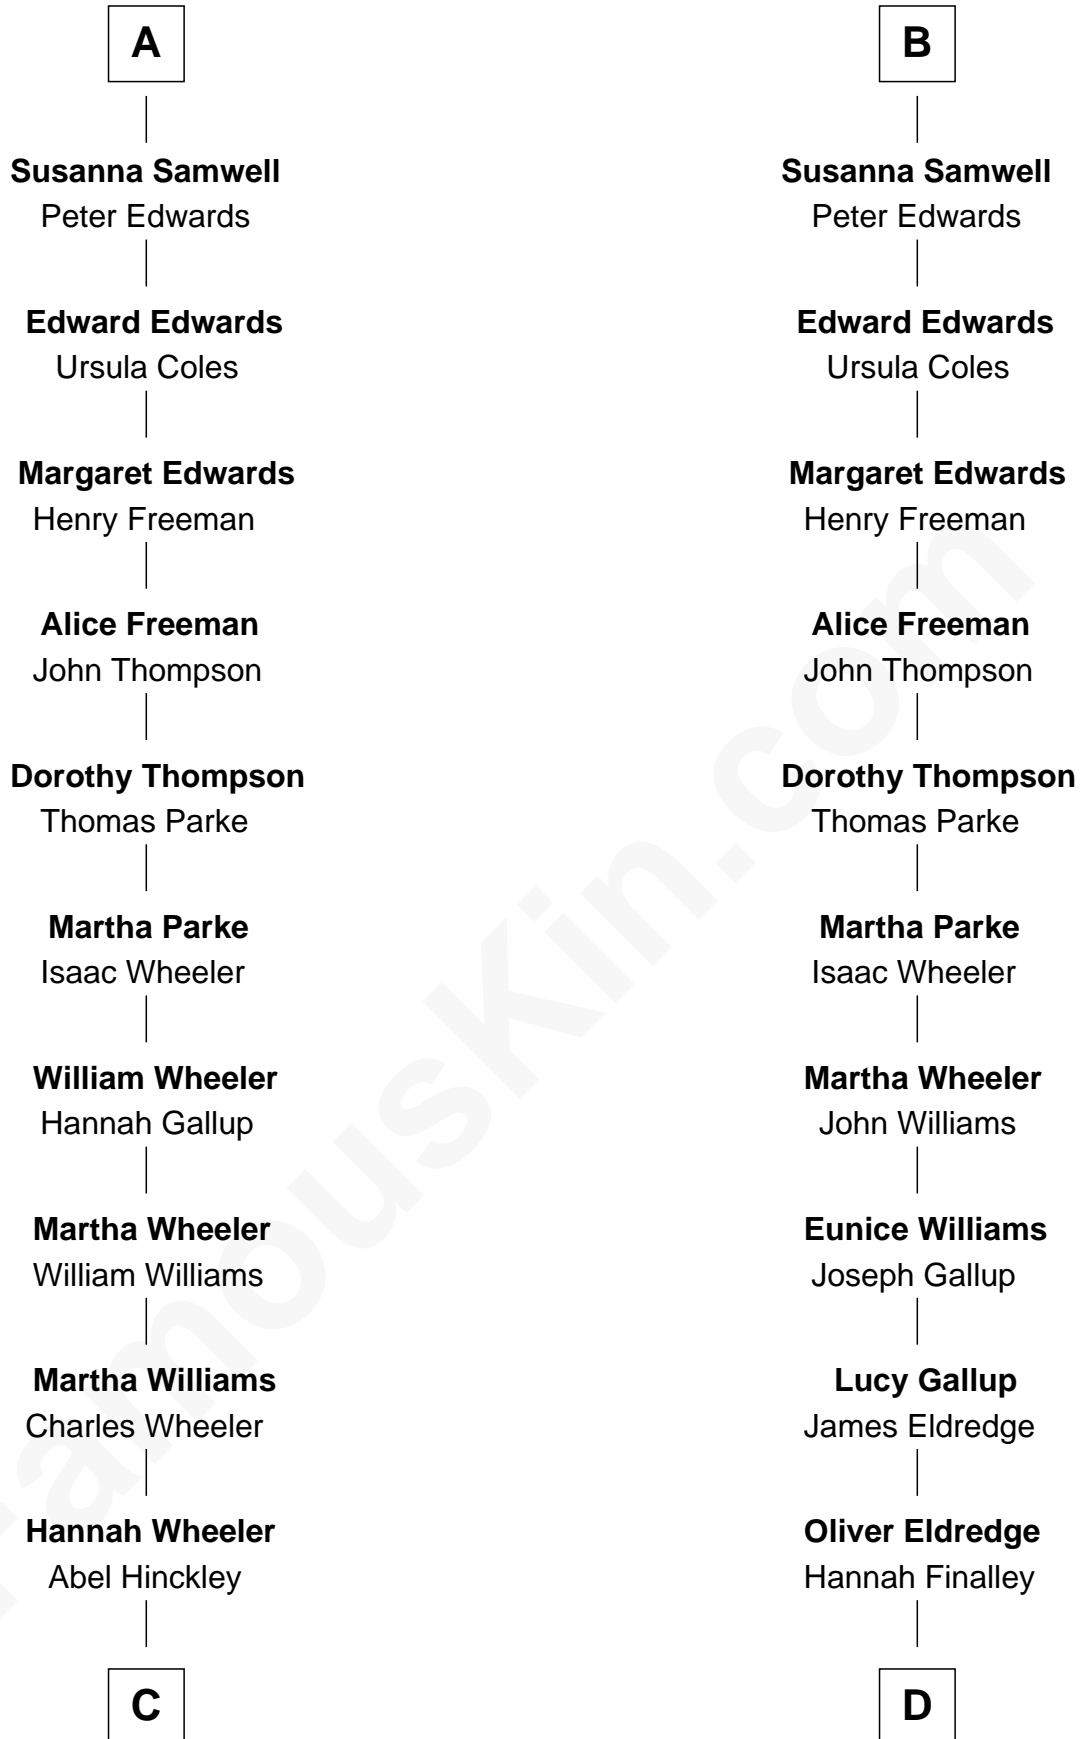 A
Susanna Samwell
Peter Edwards
Edward Edwards
Ursula Coles
Margaret Edwards
Henry Freeman
Alice Freeman
John Thompson
Dorothy Thompson
Thomas Parke
Martha Parke
Isaac Wheeler
William Wheeler
Hannah Gallup
Martha Wheeler
William Williams
Martha Williams
Charles Wheeler
Hannah Wheeler
Abel Hinckley
C
B
Susanna Samwell
Peter Edwards
Edward Edwards
Ursula Coles
Margaret Edwards
Henry Freeman
Alice Freeman
John Thompson
Dorothy Thompson
Thomas Parke
Martha Parke
Isaac Wheeler
Martha Wheeler
John Williams
Eunice Williams
Joseph Gallup
Lucy Gallup
James Eldredge
Oliver Eldredge
Hannah Finalley
D
FamousKin.com